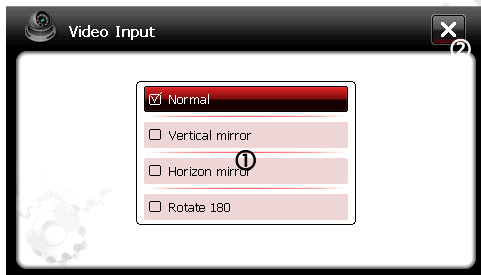 Video Input
②
Normal
Vertical mirror
①
Horizon mirror
Rotate 180